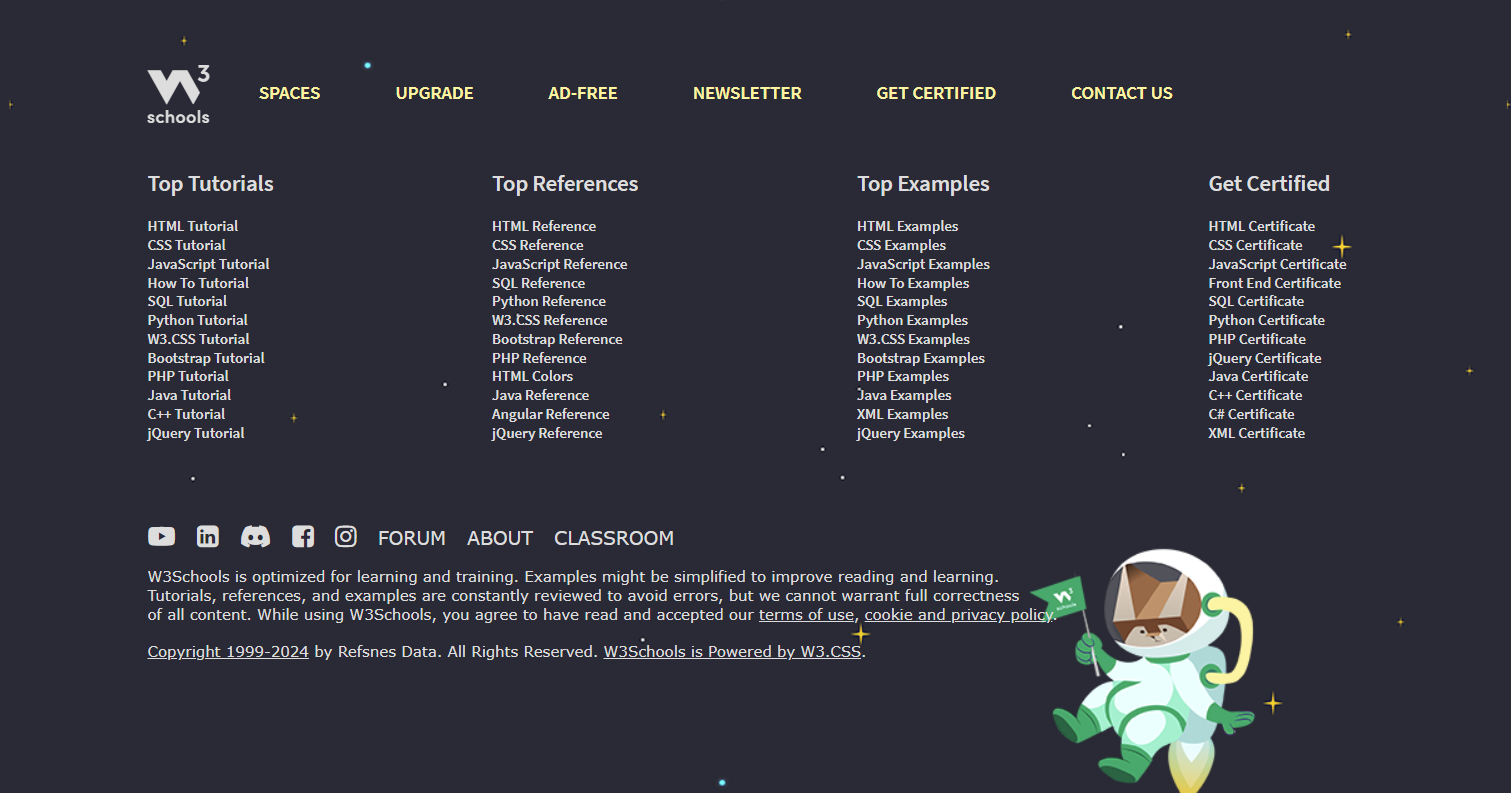 W3
schools
SPACES UPGRADE AD-FREE NEWSLETTER GET CERTIFIED CONTACT US
Top Tutorials
HTML Tutorial
CSS Tutorial
JavaScript Tutorial
How To Tutorial
SQL Tutorial
Python Tutorial
W3.CSS Tutorial
Bootstrap Tutorial
PHP Tutorial
Java Tutorial
C++ Tutorial
jQuery Tutorial
Top References
HTML Reference
CSS Reference
JavaScript Reference
SQL Reference
Python Reference
W3.CSS Reference
Bootstrap Reference
PHP Reference
HTML Colors
Java Reference
Angular Reference
jQuery Reference
Top Examples
HTML Examples
CSS Examples
JavaScript Examples
How To Examples
SQL Examples
Python Examples
W3.CSS Examples
Bootstrap Examples
PHP Examples
Java Examples
XML Examples
jQuery Examples
Get Certified
HTML Certificate
CSS Certificate
JavaScript Certificate
Front End Certificate
SQL Certificate
Python Certificate
PHP Certificate
jQuery Certificate
Java Certificate
C++ Certificate
C# Certificate
XML Certificate
in FORUM ABOUT CLASSROOM
W3Schools is optimized for learning and training. Examples might be simplified to improve reading and learning.
Tutorials, references, and examples are constantly reviewed to avoid errors, but we cannot warrant full correctness
of all content. While using W3Schools, you agree to have read and accepted our terms of use, cookie and privacy policy.
Copyright 1999-2024 by Refsnes Data. All Rights Reserved. W3Schools is Powered by W3.CSS.
W3
schools